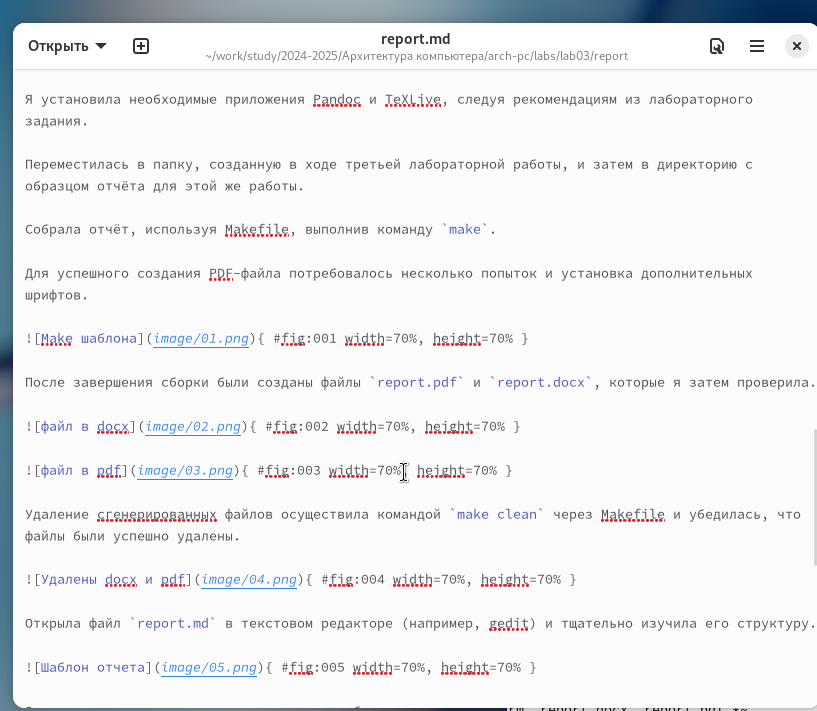 Открыть
report.md
~/work/study/2024-2025/Архитектура компьютера/arch-pc/labs/lab03/report
Я установила необходимые приложения Pandoc и TeXLive, следуя рекомендациям из лабораторного
задания.
Переместилась в папку, созданную в ходе третьей лабораторной работы, и затем в директорию с
образцом отчёта для этой же работы.
Собрала отчёт, используя Makefile, выполнив команду `make`.
Для успешного создания PDF-файла потребовалось несколько попыток и установка дополнительных
шрифтов.
![Make шаблона](image/01.png){ #fig:001 width=70%, height=70% }
После завершения сборки были созданы файлы `report.pdf` и `report.docx`, которые я затем проверила.
![файл в docx](image/02.png){ #fig:002 width=70%, height=70% }
![файл в pdf](image/03.png){ #fig:003 width=70%, height=70% }
Удаление сгенерированных файлов осуществила командой `make clean` через Makefile и убедилась, что
файлы были успешно удалены.
![Удалены docx и pdf](image/04.png){ #fig:004 width=70%, height=70% }
Открыла файл `report.md` в текстовом редакторе (например, gedit) и тщательно изучила его структуру.
![Шаблон отчета](image/05.png){ #fig:005 width=70%, height=70% }